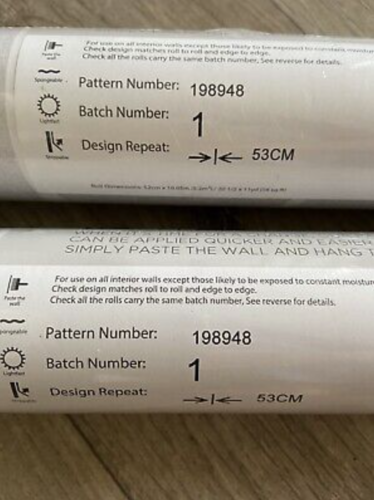 For use on all interior walls except those likely to be exposed to constant moisture
Check design matches roll to roll and edge to edge.
Check all the rolls carry the same batch number, See reverse for details.
Paste the wall
Spongeable
Pattern Number: 198948
Batch Number: 1
Lightfast
Design Repeat: 53CM
WHEN IT'S TIME FOR A
CAN BE APPLIED QUICKER AND EASIER
SIMPLY PASTE THE WALL AND HANG T
For use on all interior walls except those likely to be exposed to constant moistur
Check design matches roll to roll and edge to edge.
Check all the rolls carry the same batch number, See reverse for details.
Paste the wall
pongeable
Pattern Number: 198948
Batch Number: 1
Lightfast
Design Repeat: 53CM